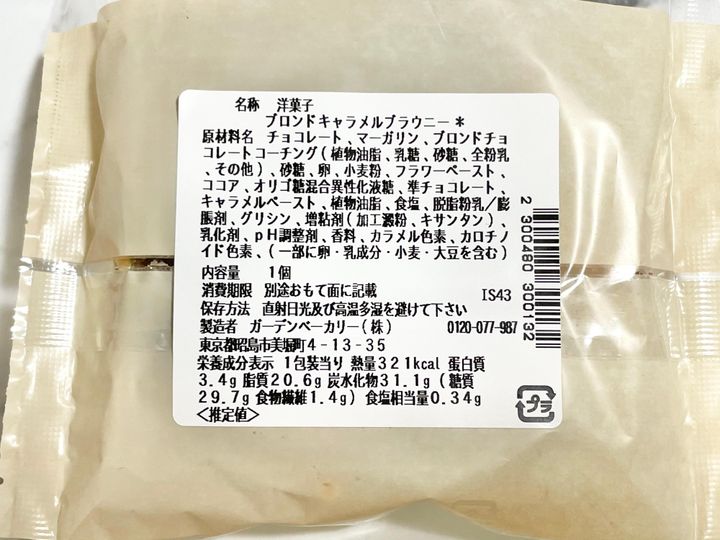 名称　洋菓子
ブロンドキャラメルブラウニー＊
原材料名　チョコレート、マーガリン、ブロンドチョ
コレートコーチング（植物油脂、乳糖、砂糖、全粉乳
、その他）、砂糖、卵、小麦粉、フラワーペースト、
ココア、オリゴ糖混合異性化液糖、準チョコレート、
キャラメルペースト、植物油脂、食塩、脱脂粉乳／膨
脹剤、グリシン、増粘剤（加工澱粉、キサンタン）、
乳化剤、ｐＨ調整剤、香料、カラメル色素、カロチノ
イド色素、（一部に卵・乳成分・小麦・大豆を含む）
内容量　１個
消費期限　別途おもて面に記載　IS43
保存方法　直射日光及び高温多湿を避けて下さい
製造者　ガーデンベーカリー（株）　0120-077-987
東京都昭島市美堀町４－１３－３５
栄養成分表示　１包装当り　熱量３２１kcal　蛋白質
３.４g　脂質２０.６g　炭水化物３１.１g（糖質
２９.７g　食物繊維１.４g）食塩相当量０.３４g
＜推定値＞
2 300480 300132
プラ